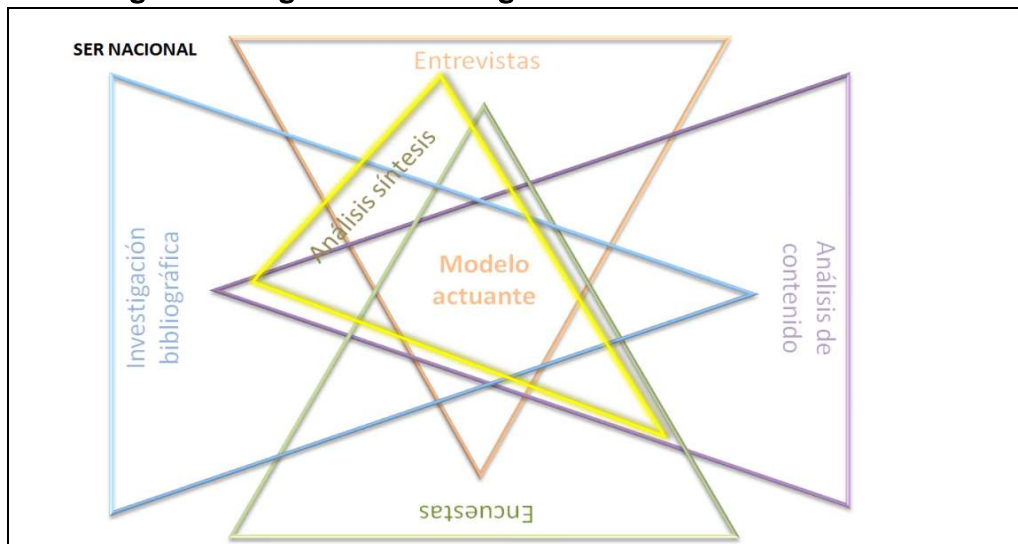 SER NACIONAL
Entrevistas
Análisis síntesis
Investigación
bibliográfica
Modelo
actuante
Análisis de
contenido
Encuestas